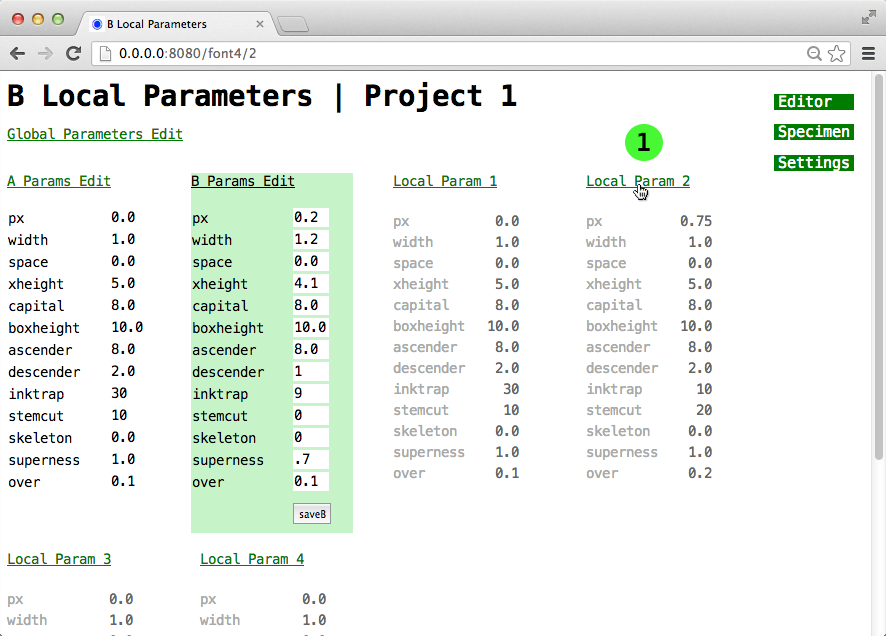 B Local Parameters
0.0.0.0:8080/font4/2
B Local Parameters | Project 1
Editor
Global Parameters Edit
1
Specimen
Settings
A Params Edit
px 0.0
width 1.0
space 0.0
xheight 5.0
capital 8.0
boxheight 10.0
ascender 8.0
descender 2.0
inktrap 30
stemcut 10
skeleton 0.0
superness 1.0
over 0.1
B Params Edit
px 0.2
width 1.2
space 0.0
xheight 4.1
capital 8.0
boxheight 10.0
ascender 8.0
descender 1
inktrap 9
stemcut 0
skeleton 0
superness .7
over 0.1
saveB
Local Param 1
px 0.0
width 1.0
space 0.0
xheight 5.0
capital 8.0
boxheight 10.0
ascender 8.0
descender 2.0
inktrap 30
stemcut 10
skeleton 0.0
superness 1.0
over 0.1
Local Param 2
px 0.75
width 1.0
space 0.0
xheight 5.0
capital 8.0
boxheight 10.0
ascender 8.0
descender 2.0
inktrap 10
stemcut 20
skeleton 0.0
superness 1.0
over 0.2
Local Param 3
px 0.0
width 1.0
Local Param 4
px 0.0
width 1.0